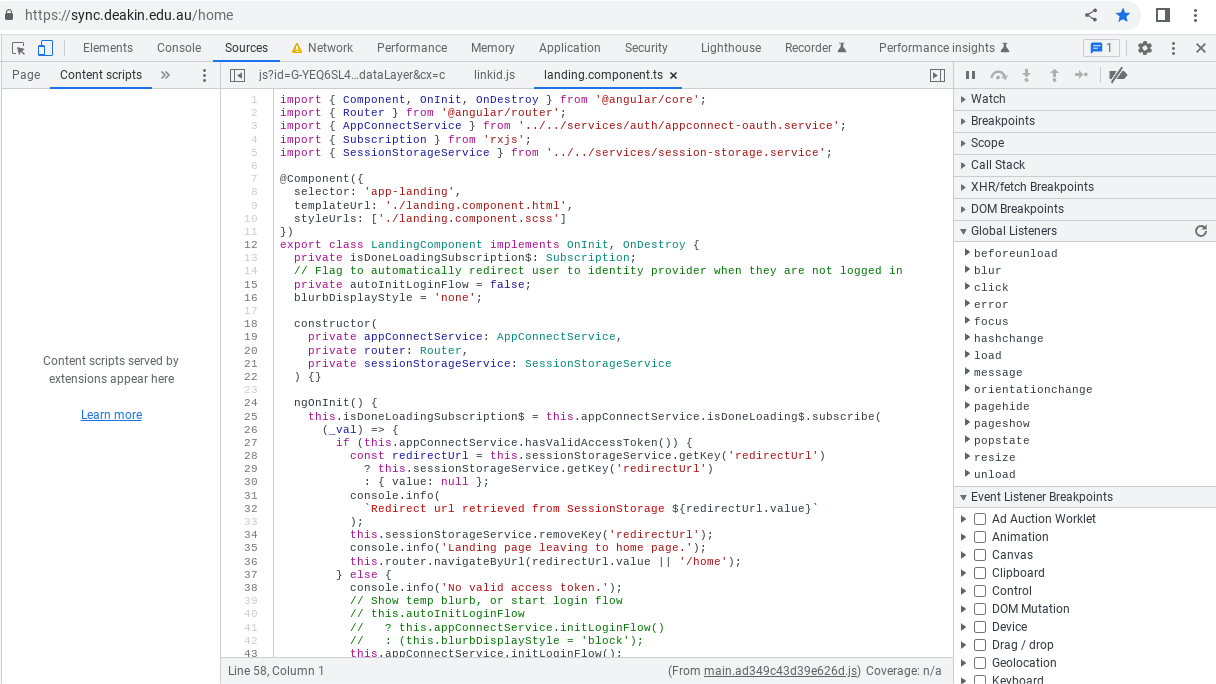 https://sync.deakin.edu.au/home
Elements Console Sources Network Performance Memory Application Security Lighthouse Recorder Performance insights 1
Page Content scripts » js?id=G-YEQ6SL4…dataLayer&cx=c linkid.js landing.component.ts ×
Content scripts served by
extensions appear here
Learn more
1 import { Component, OnInit, OnDestroy } from '@angular/core';
2 import { Router } from '@angular/router';
3 import { AppConnectService } from '../../services/auth/appconnect-oauth.service';
4 import { Subscription } from 'rxjs';
5 import { SessionStorageService } from '../../services/session-storage.service';
6
7 @Component({
8   selector: 'app-landing',
9   templateUrl: './landing.component.html',
10   styleUrls: ['./landing.component.scss']
11 })
12 export class LandingComponent implements OnInit, OnDestroy {
13   private isDoneLoadingSubscription$: Subscription;
14   // Flag to automatically redirect user to identity provider when they are not logged in
15   private autoInitLoginFlow = false;
16   blurbDisplayStyle = 'none';
17
18   constructor(
19     private appConnectService: AppConnectService,
20     private router: Router,
21     private sessionStorageService: SessionStorageService
22   ) {}
23
24   ngOnInit() {
25     this.isDoneLoadingSubscription$ = this.appConnectService.isDoneLoading$.subscribe(
26       (_val) => {
27         if (this.appConnectService.hasValidAccessToken()) {
28           const redirectUrl = this.sessionStorageService.getKey('redirectUrl')
29             ? this.sessionStorageService.getKey('redirectUrl')
30             : { value: null };
31           console.info(
32             `Redirect url retrieved from SessionStorage ${redirectUrl.value}`
33           );
34           this.sessionStorageService.removeKey('redirectUrl');
35           console.info('Landing page leaving to home page.');
36           this.router.navigateByUrl(redirectUrl.value || '/home');
37         } else {
38           console.info('No valid access token.');
39           // Show temp blurb, or start login flow
40           // this.autoInitLoginFlow
41           //   ? this.appConnectService.initLoginFlow()
42           //   : (this.blurbDisplayStyle = 'block');
43           this.appConnectService.initLoginFlow();
Line 58, Column 1 (From main.ad349c43d39e626d.js) Coverage: n/a
Watch
Breakpoints
Scope
Call Stack
XHR/fetch Breakpoints
DOM Breakpoints
Global Listeners
beforeunload
blur
click
error
focus
hashchange
load
message
orientationchange
pagehide
pageshow
popstate
resize
unload
Event Listener Breakpoints
Ad Auction Worklet
Animation
Canvas
Clipboard
Control
DOM Mutation
Device
Drag / drop
Geolocation
Keyboard